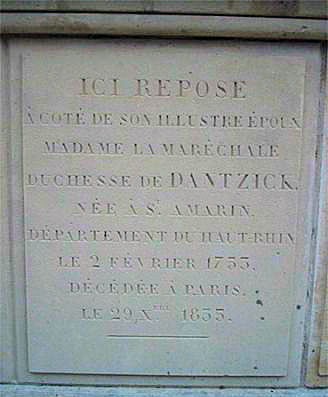 ICI REPOSE
À COTÉ DE SON ILLUSTRE ÉPOUX
MADAME LA MARÉCHALE
DUCHESSE DE DANTZICK.
NÉE À S.T AMARIN,
DÉPARTEMENT DU HAUT-RHIN
LE 2 FÉVRIER 1753.
DÉCÉDÉE À PARIS.
LE 29, X.BRE 1835.